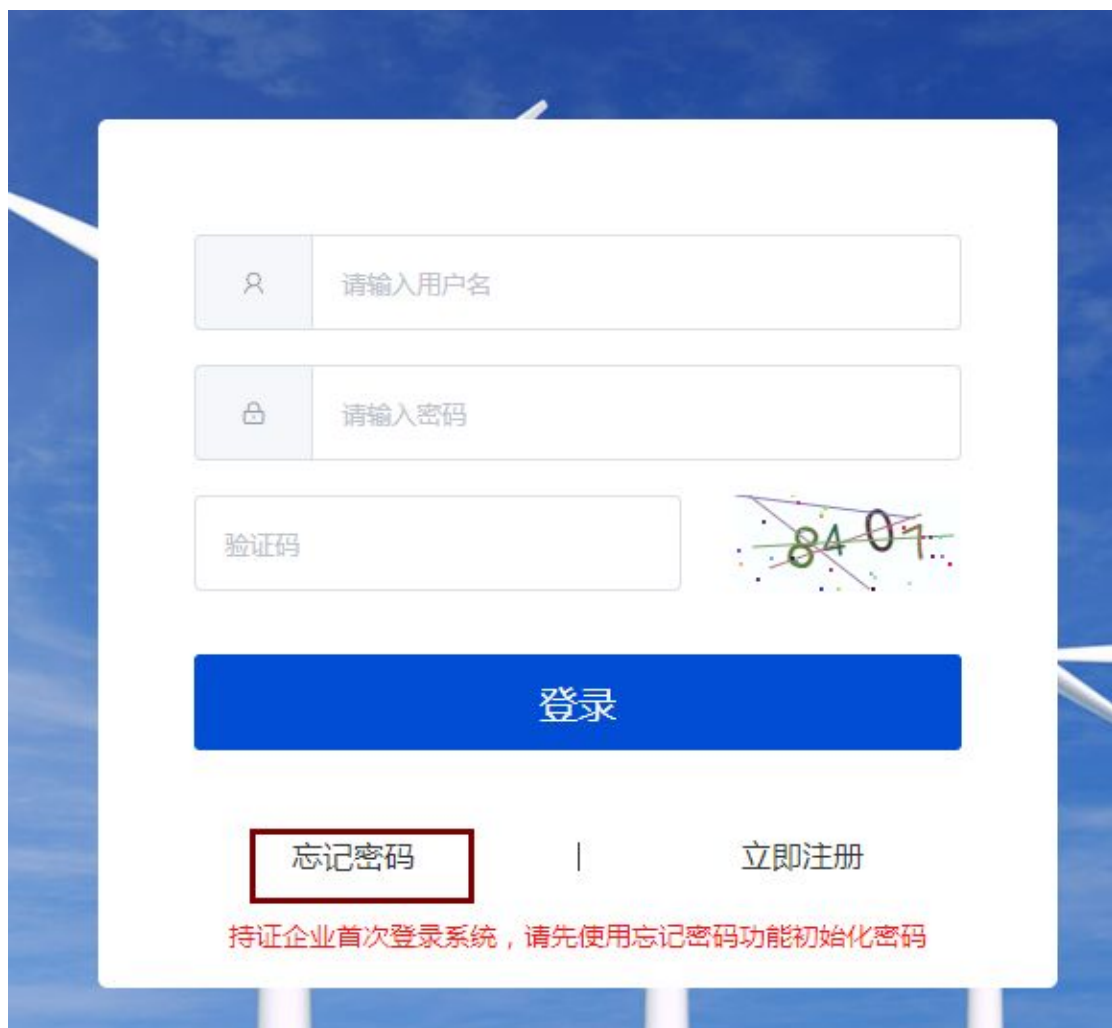 请输入用户名
请输入密码
验证码
8401
登录
忘记密码 | 立即注册
持证企业首次登录系统，请先使用忘记密码功能初始化密码